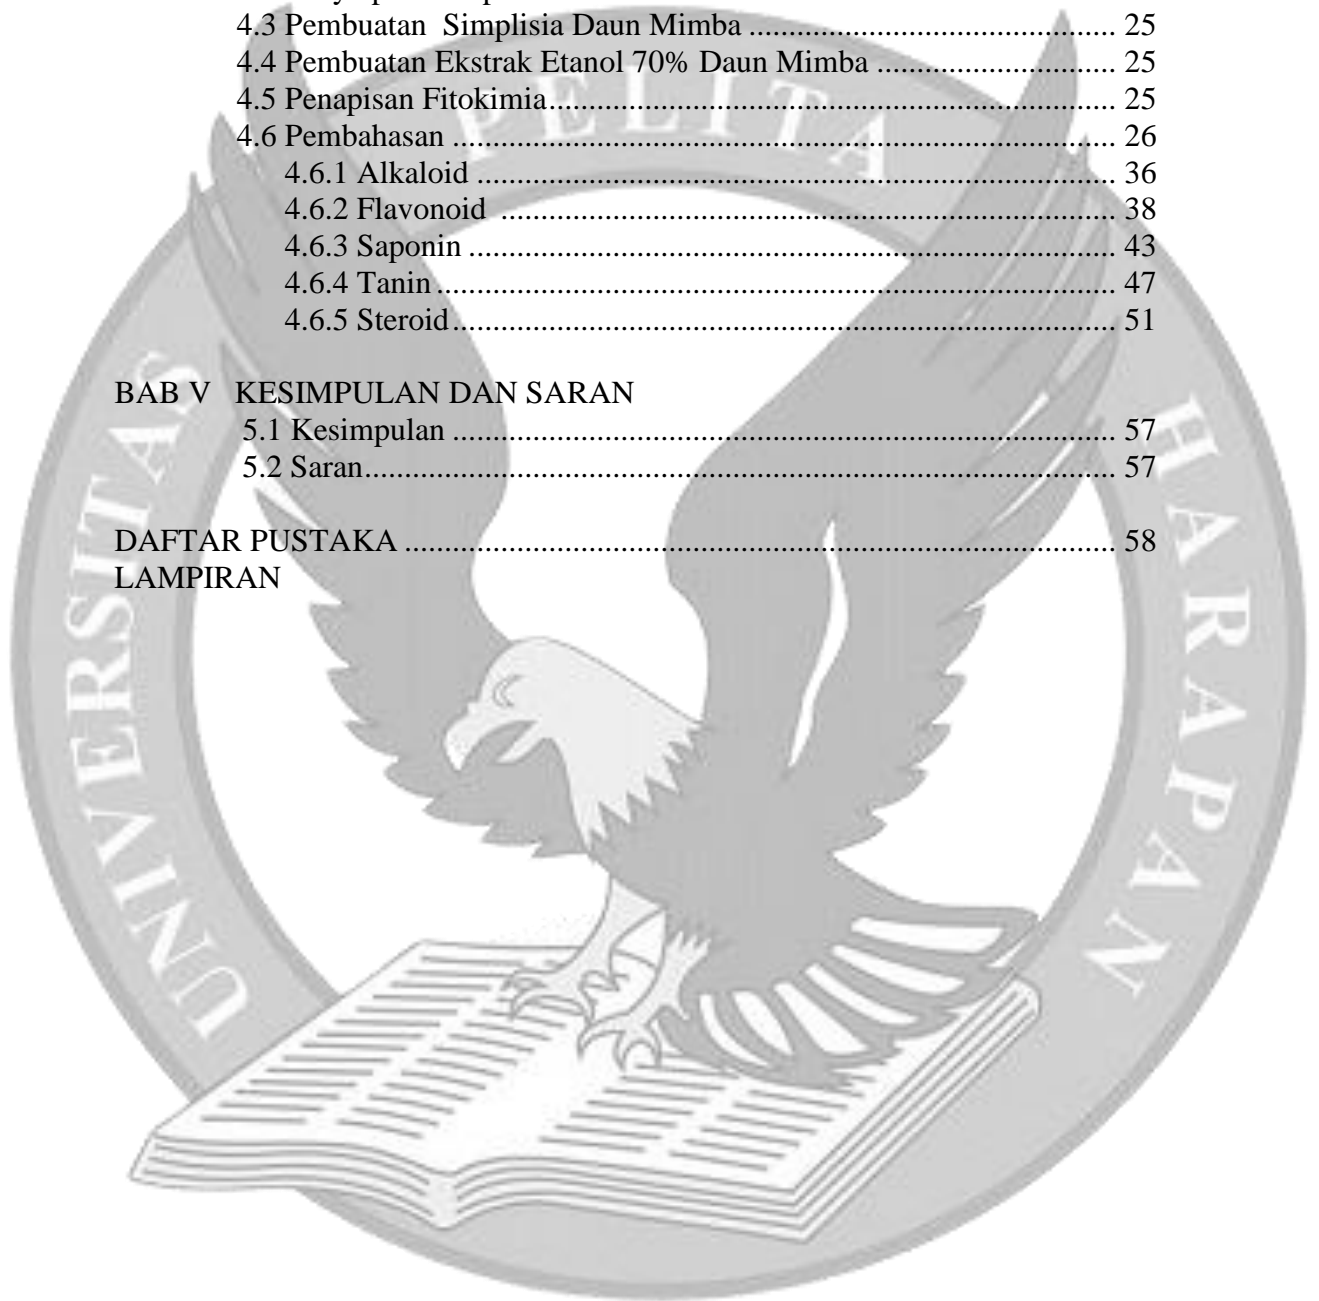 4.3 Pembuatan  Simplisia Daun Mimba ....................................... 25
4.4 Pembuatan Ekstrak Etanol 70% Daun Mimba ......................... 25
4.5 Penapisan Fitokimia............................................................ 25
4.6 Pembahasan ...................................................................... 26
4.6.1 Alkaloid .................................................................... 36
4.6.2 Flavonoid ................................................................. 38
4.6.3 Saponin ..................................................................... 43
4.6.4 Tanin ........................................................................ 47
4.6.5 Steroid ...................................................................... 51
BAB V   KESIMPULAN DAN SARAN
5.1 Kesimpulan ...................................................................... 57
5.2 Saran................................................................................ 57
DAFTAR PUSTAKA ........................................................................... 58
LAMPIRAN
UNIVERSITAS PELITA HARAPAN